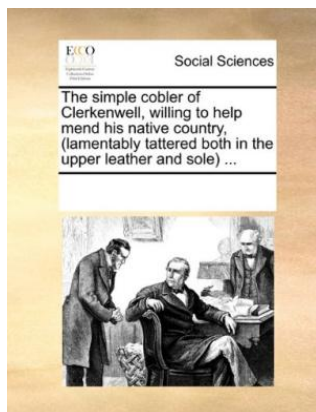 ECCO
Social Sciences
The simple cobler of
Clerkenwell, willing to help
mend his native country,
(lamentably tattered both in the
upper leather and sole) ...